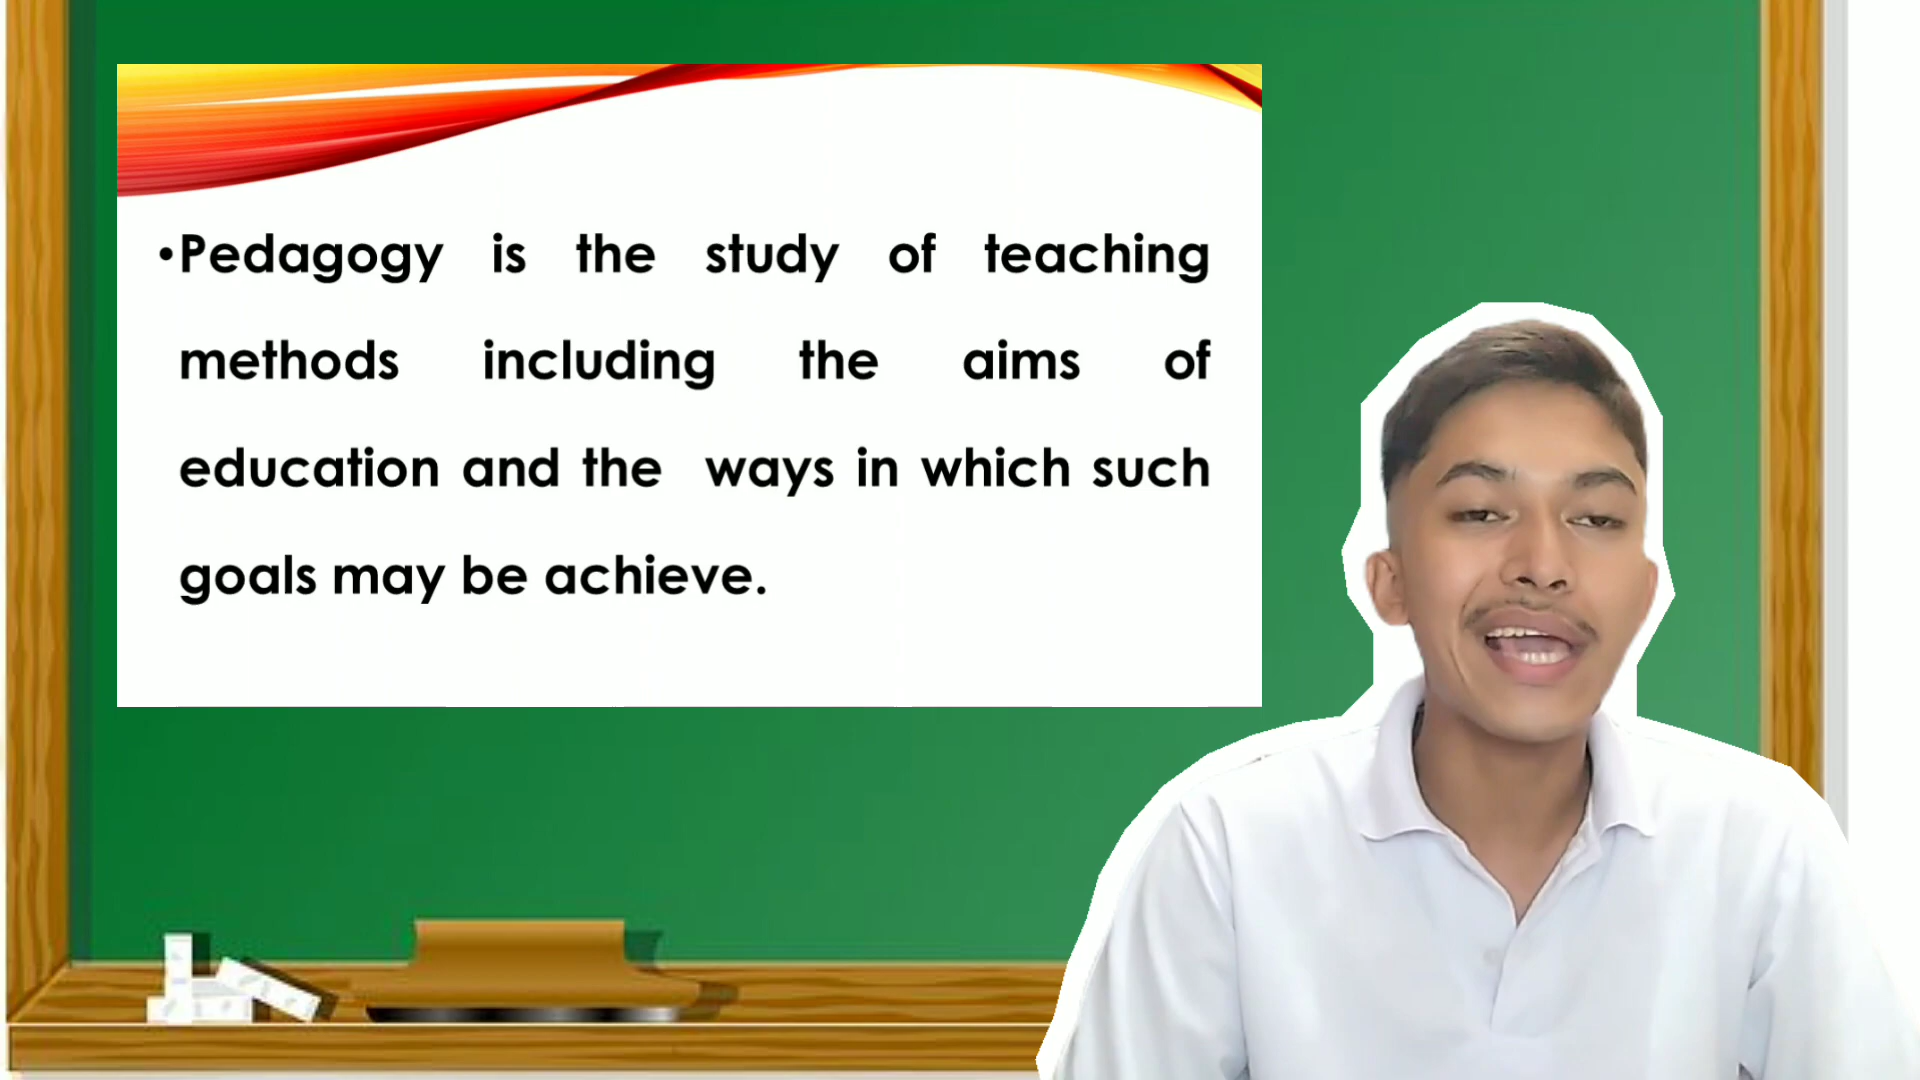 •Pedagogy is the study of teaching
methods including the aims of
education and the ways in which such
goals may be achieve.